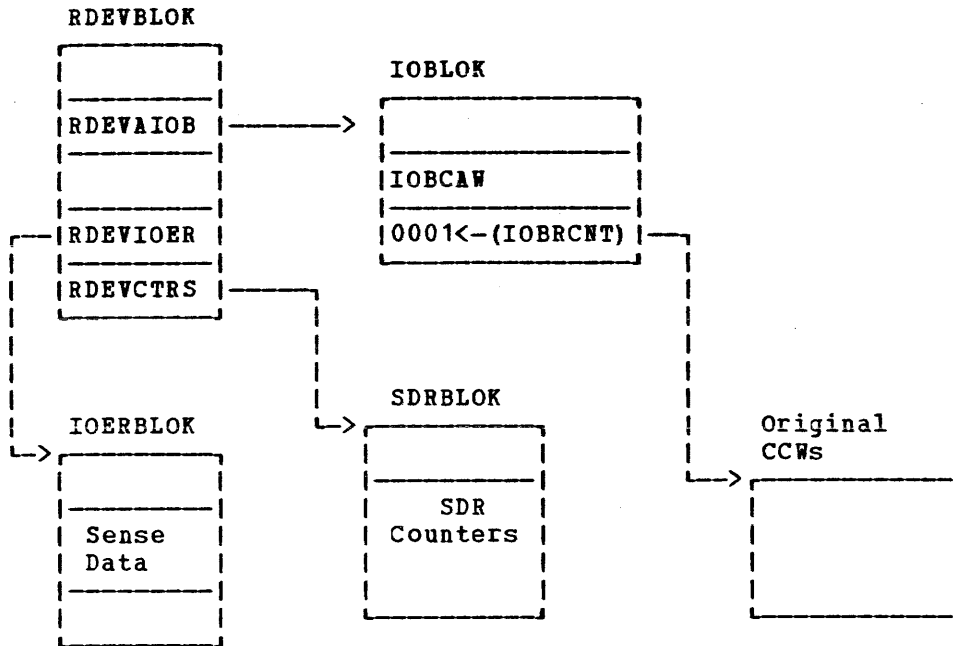 RDEVBLOK
IOBLOK
RDEVAIOB
IOBCAW
RDEVIOER
0001<-(IOBRCNT)
RDEVCTRS
SDRBLOK
IOERBLOK
Original
CCWs
SDR
Counters
Sense
Data